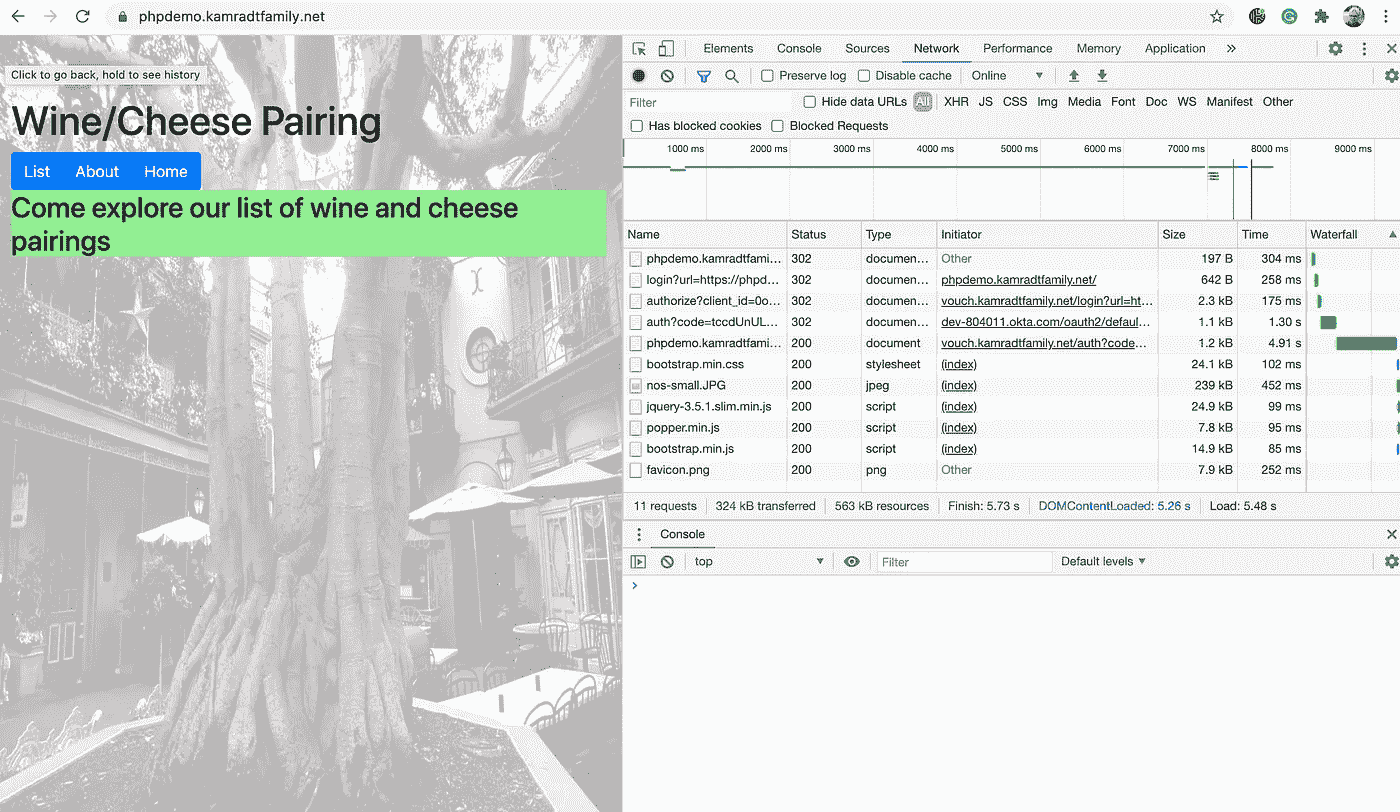 phpdemo.kamradtfamily.net
Click to go back, hold to see history
Wine/Cheese Pairing
List About Home
Come explore our list of wine and cheese
pairings
Elements Console Sources Network Performance Memory Application
Preserve log Disable cache Online
Filter Hide data URLs All XHR JS CSS Img Media Font Doc WS Manifest Other
Has blocked cookies Blocked Requests
1000 ms 2000 ms 3000 ms 4000 ms 5000 ms 6000 ms 7000 ms 8000 ms 9000 ms
Name Status Type Initiator Size Time Waterfall
phpdemo.kamradtfami... 302 documen... Other 197 B 304 ms
login?url=https://phpd... 302 documen... phpdemo.kamradtfamily.net/ 642 B 258 ms
authorize?client_id=0o... 302 documen... vouch.kamradtfamily.net/login?url=ht... 2.3 kB 175 ms
auth?code=tccdUnUL... 302 documen... dev-804011.okta.com/oauth2/defaul... 1.1 kB 1.30 s
phpdemo.kamradtfami... 200 document vouch.kamradtfamily.net/auth?code... 1.2 kB 4.91 s
bootstrap.min.css 200 stylesheet (index) 24.1 kB 102 ms
nos-small.JPG 200 jpeg (index) 239 kB 452 ms
jquery-3.5.1.slim.min.js 200 script (index) 24.9 kB 99 ms
popper.min.js 200 script (index) 7.8 kB 95 ms
bootstrap.min.js 200 script (index) 14.9 kB 85 ms
favicon.png 200 png Other 7.9 kB 252 ms
11 requests 324 kB transferred 563 kB resources Finish: 5.73 s DOMContentLoaded: 5.26 s Load: 5.48 s
Console
top Filter Default levels